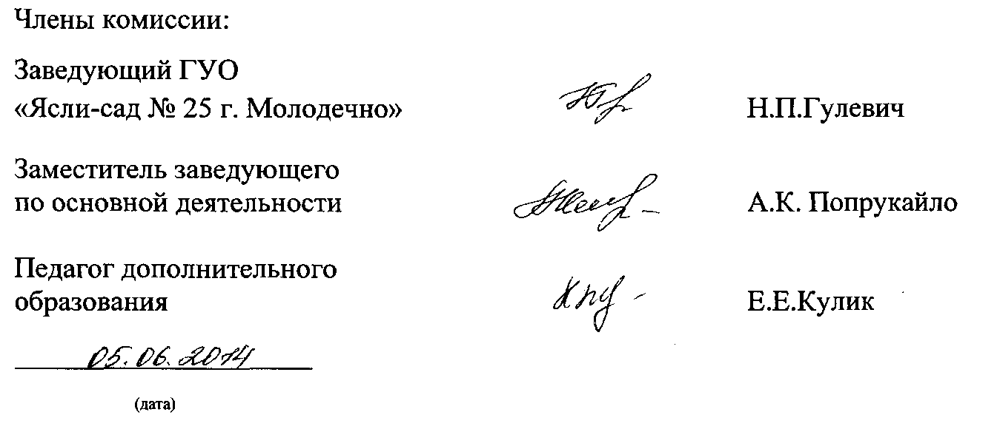 Члены комиссии:
Заведующий ГУО
«Ясли-сад № 25 г. Молодечно» Н.П.Гулевич
Заместитель заведующего
по основной деятельности А.К. Попрукайло
Педагог дополнительного
образования Е.Е.Кулик
05.06.2014
(дата)